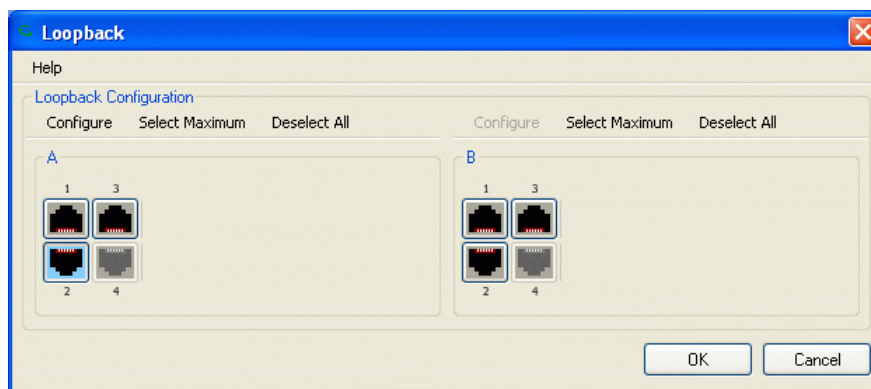 Loopback
Help
Loopback Configuration
Configure Select Maximum Deselect All
Configure Select Maximum Deselect All
A
B
1 3
2 4
1 3
2 4
OK Cancel